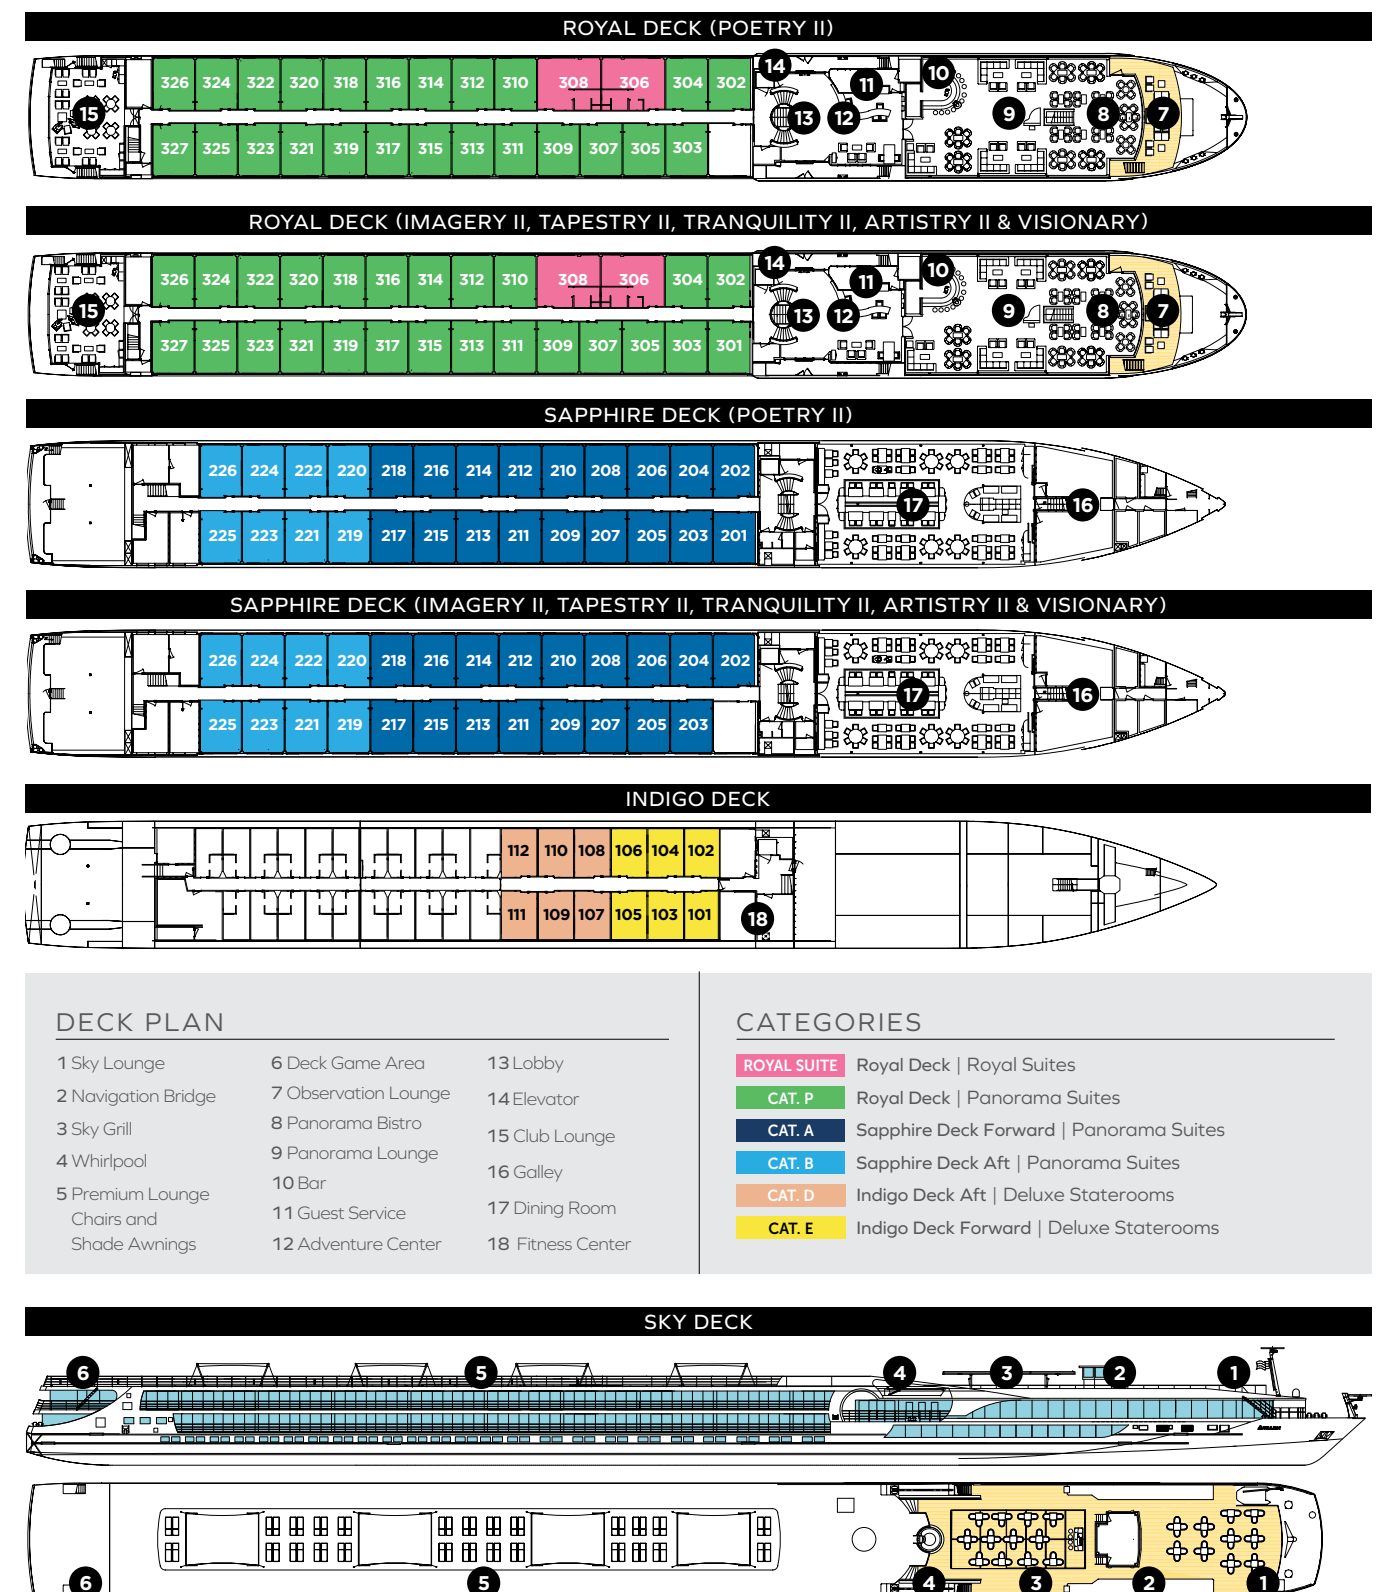 ROYAL DECK (POETRY II)
14
10
326 324 322 320 318 316 314 312 310 308 306 304 302
11
15
13 12
9 8 7
327 325 323 321 319 317 315 313 311 309 307 305 303
ROYAL DECK (IMAGERY II, TAPESTRY II, TRANQUILITY II, ARTISTRY II & VISIONARY)
14
10
326 324 322 320 318 316 314 312 310 308 306 304 302
11
15
13 12
9 8 7
327 325 323 321 319 317 315 313 311 309 307 305 303 301
SAPPHIRE DECK (POETRY II)
226 224 222 220 218 216 214 212 210 208 206 204 202
17 16
225 223 221 219 217 215 213 211 209 207 205 203 201
SAPPHIRE DECK (IMAGERY II, TAPESTRY II, TRANQUILITY II, ARTISTRY II & VISIONARY)
226 224 222 220 218 216 214 212 210 208 206 204 202
17 16
225 223 221 219 217 215 213 211 209 207 205 203
INDIGO DECK
112 110 108 106 104 102
111 109 107 105 103 101
18
DECK PLAN
1 Sky Lounge
2 Navigation Bridge
3 Sky Grill
4 Whirlpool
5 Premium Lounge
Chairs and
Shade Awnings
6 Deck Game Area
7 Observation Lounge
8 Panorama Bistro
9 Panorama Lounge
10 Bar
11 Guest Service
12 Adventure Center
13 Lobby
14 Elevator
15 Club Lounge
16 Galley
17 Dining Room
18 Fitness Center
CATEGORIES
ROYAL SUITE Royal Deck | Royal Suites
CAT. P Royal Deck | Panorama Suites
CAT. A Sapphire Deck Forward | Panorama Suites
CAT. B Sapphire Deck Aft | Panorama Suites
CAT. D Indigo Deck Aft | Deluxe Staterooms
CAT. E Indigo Deck Forward | Deluxe Staterooms
SKY DECK
6 5 4 3 2 1
6 5 4 3 2 1